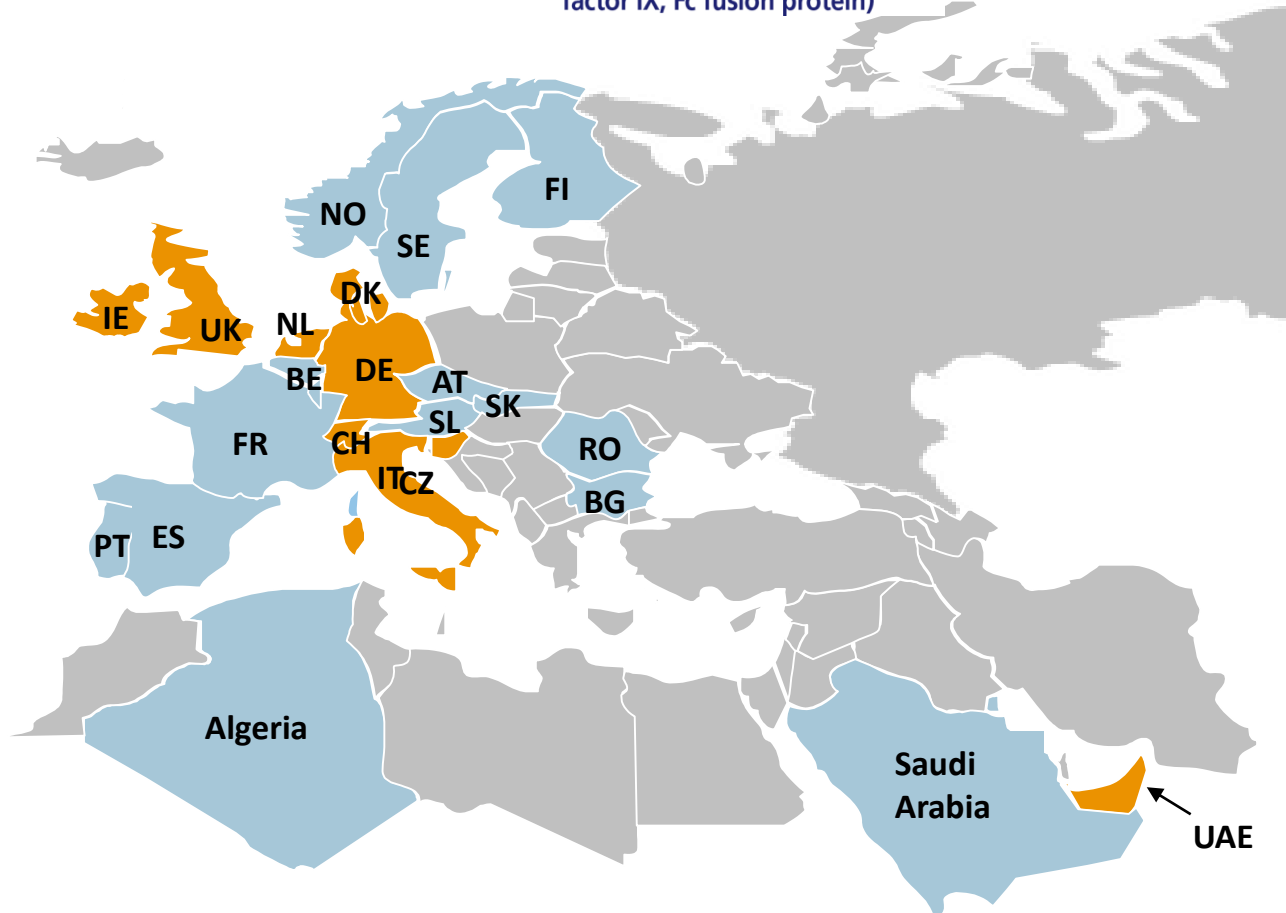 factor IX, Fc fusion protein)
FI
NO
SE
DK
IE
UK
NL
DE
BE
AT
SK
SL
FR
CH
RO
IT
CZ
BG
PT
ES
Algeria
Saudi
Arabia
UAE